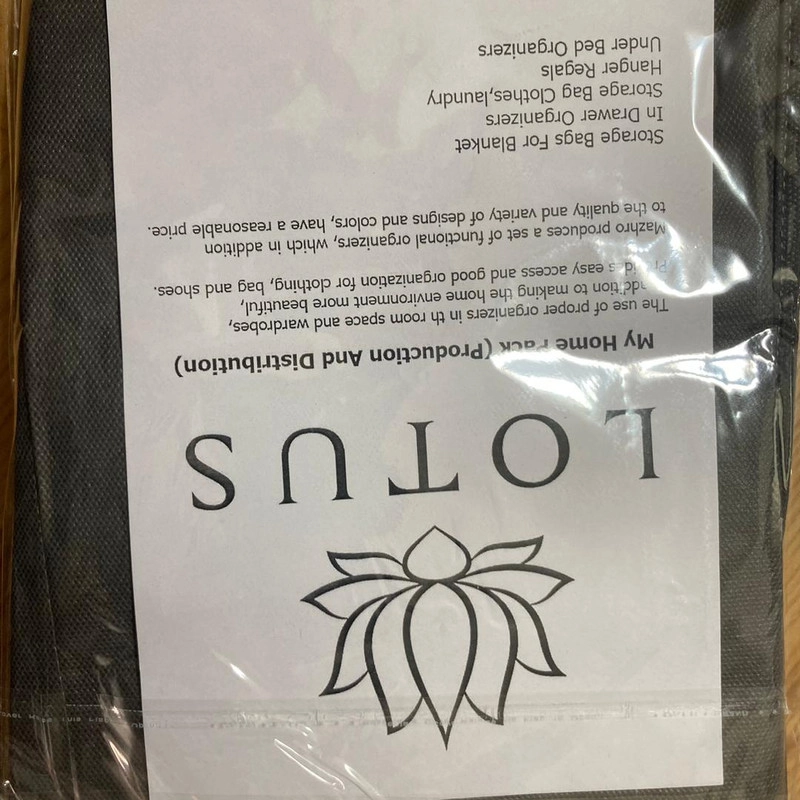 LOTUS
My Home Pack (Production And Distribution)
The use of proper organizers in th room space and wardrobes,
addition to making the home environment more beautiful,
easy access and good organization for clothing, bag and shoes.
Mazhro produces a set of functional organizers, which in addition
to the quality and variety of designs and colors, have a reasonable price.
Storage Bags For Blanket
In Drawer Organizers
Storage Bag Clothes,laundry
Hanger Regals
Under Bed Organizers